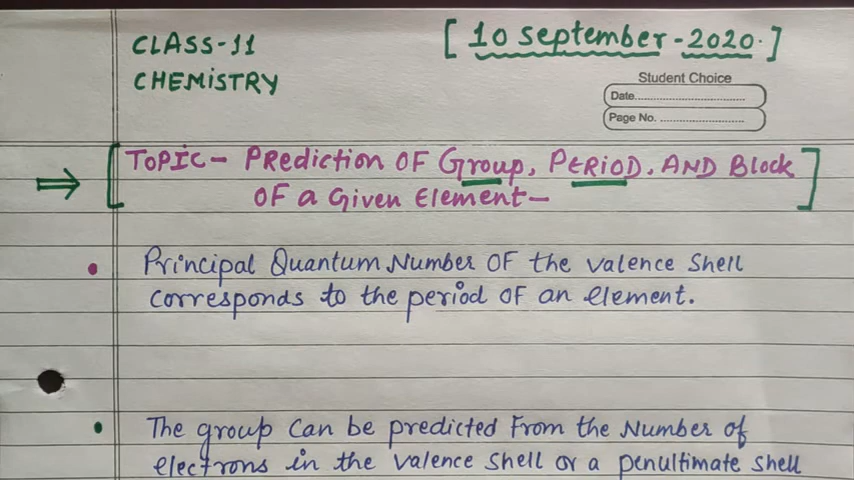 CLASS-11
[10 september-2020.]
CHEMiSTRY
Student Choice
Date................................
Page No. .........................
⇒ [TOPiC- PREdiction OF Group, PERiOD, AND Block
OF a Given Element-]
• Principal Quantum Number OF the valence Shell
corresponds to the period OF an element.
• The group can be predicted From the Number of
electrons in the valence shell or a penultimate shell